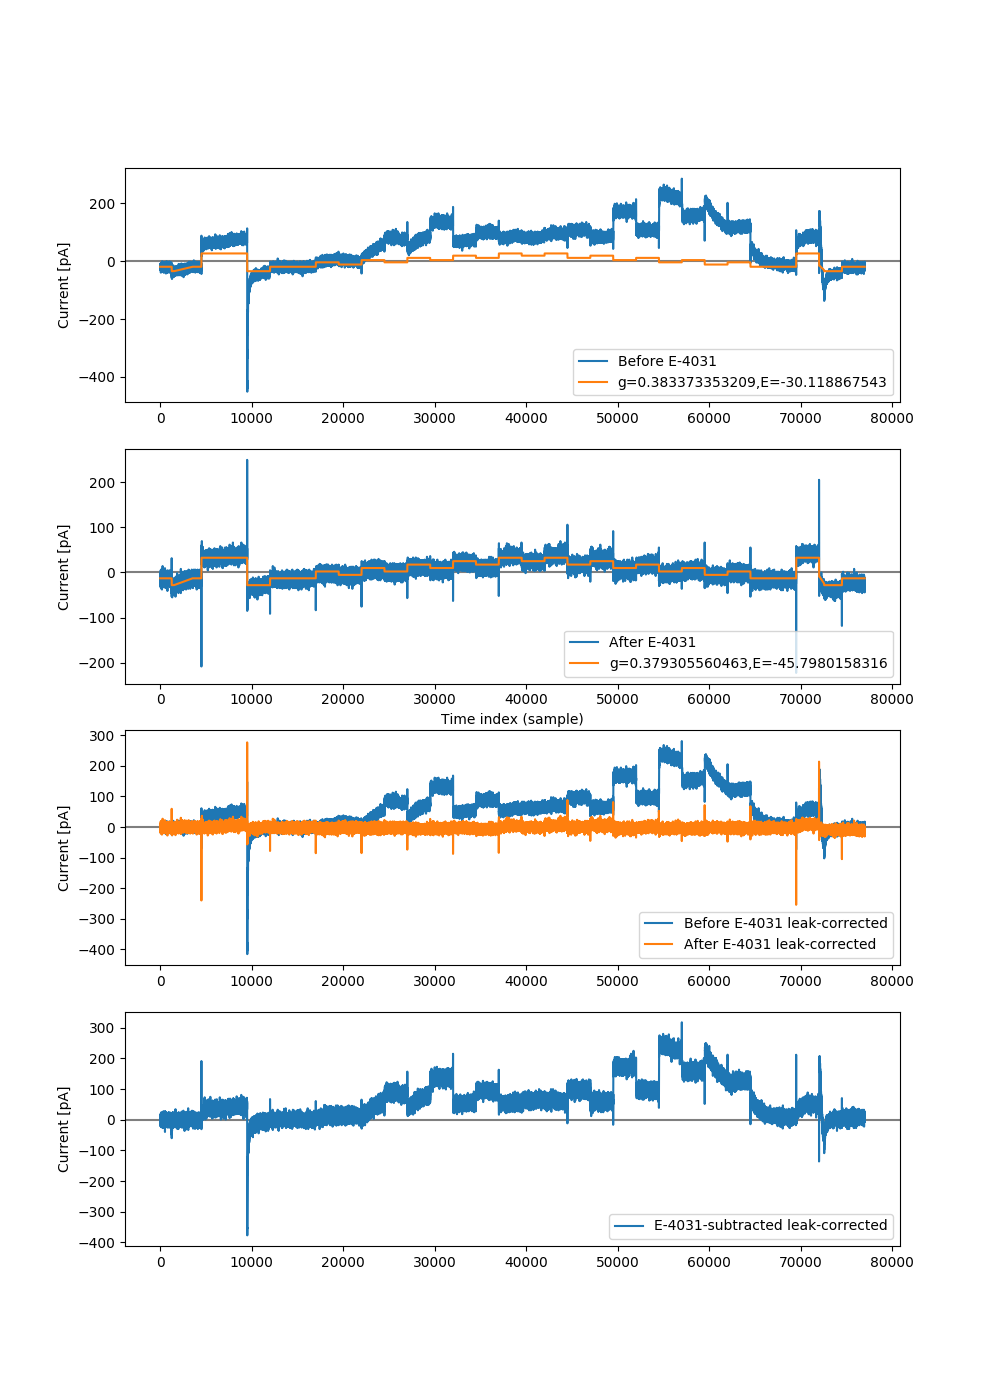 200
0
−200
−400
Current [pA]
Before E-4031
g=0.383373353209,E=-30.118867543
0 10000 20000 30000 40000 50000 60000 70000 80000
200
100
0
−100
−200
Current [pA]
After E-4031
g=0.379305560463,E=-45.7980158316
0 10000 20000 30000 40000 50000 60000 70000 80000
Time index (sample)
300
200
100
0
−100
−200
−300
−400
Current [pA]
Before E-4031 leak-corrected
After E-4031 leak-corrected
0 10000 20000 30000 40000 50000 60000 70000 80000
300
200
100
0
−100
−200
−300
−400
Current [pA]
E-4031-subtracted leak-corrected
0 10000 20000 30000 40000 50000 60000 70000 80000